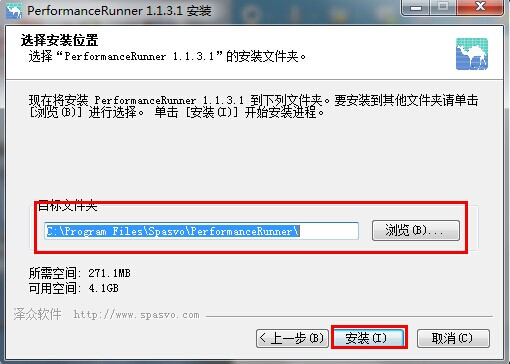 PerformanceRunner 1.1.3.1 安装
选择安装位置
选择“PerformanceRunner 1.1.3.1”的安装文件夹。
现在将安装 PerformanceRunner 1.1.3.1 到下列文件夹。要安装到其他文件夹请单击
[浏览(B)] 进行选择。 单击 [安装(I)] 开始安装进程。
目标文件夹
C:\Program Files\Spasvo\PerformanceRunner\
浏览(B)...
所需空间: 271.1MB
可用空间: 4.1GB
泽众软件 http://www.spasvo.com
< 上一步(B)
安装(I)
取消(C)